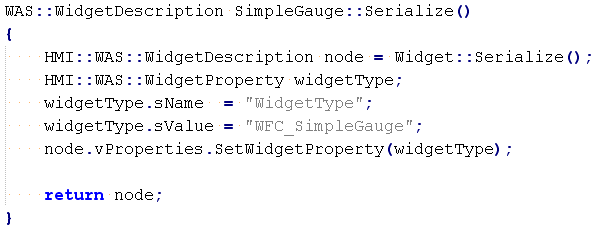 WAS::WidgetDescription SimpleGauge::Serialize()
{
    HMI::WAS::WidgetDescription node = Widget::Serialize();
    HMI::WAS::WidgetProperty widgetType;
    widgetType.sName  = "WidgetType";
    widgetType.sValue = "WFC_SimpleGauge";
    node.vProperties.SetWidgetProperty(widgetType);

    return node;
}